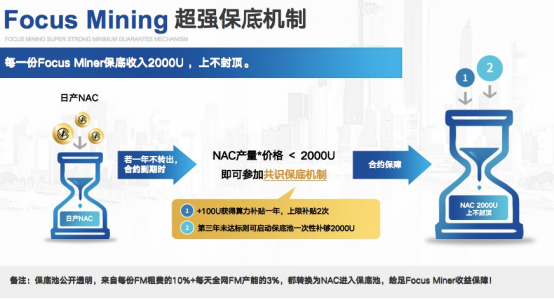 Focus Mining 超强保底机制
FOCUS MINING SUPER STRONG MINIMUM GUARANTEE MECHANISM
每一份Focus Miner保底收入2000U ，上不封顶。
日产NAC
日产NAC
若一年不转出，
合约到期时
NAC产量*价格 < 2000U
即可参加共识保底机制
1 +100U获得算力补贴一年，上限补贴2次
2 第三年未达标则可启动保底池一次性补够2000U
合约保障
1
2
NAC 2000U
上不封顶
备注：保底池公开透明，来自每份FM租费的10%+每天全网FM产能的3%，都转换为NAC进入保底池，给足Focus Miner收益保障！